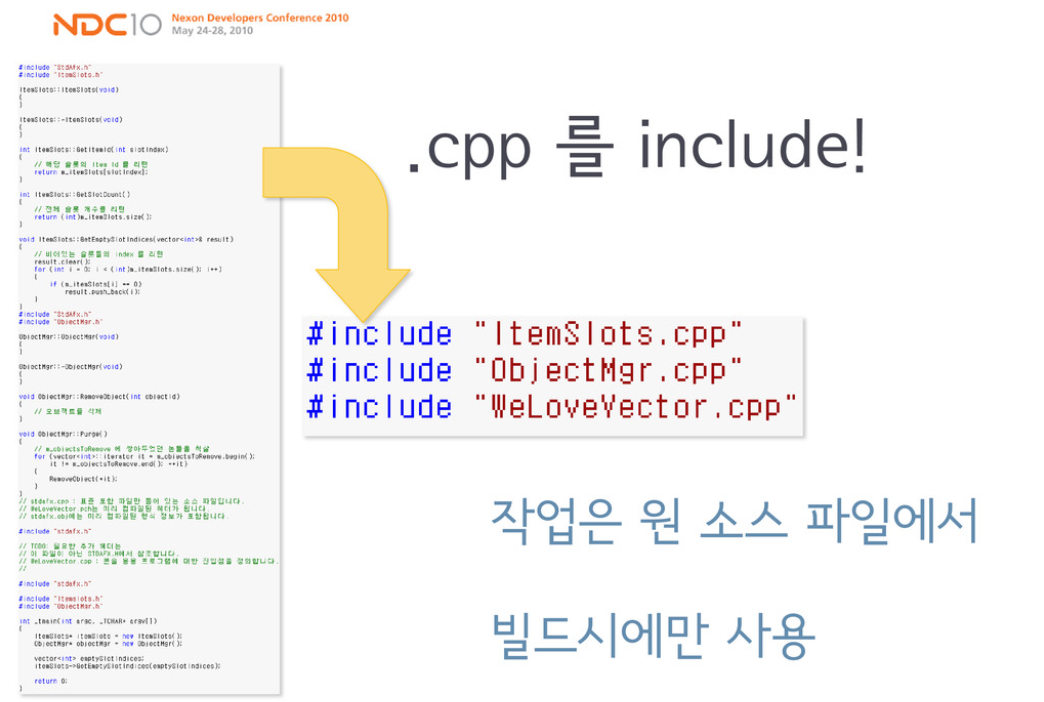 NDC10 Nexon Developers Conference 2010
May 24-28, 2010
#include "StdAfx.h"
#include "ItemSlots.h"
ItemSlots::ItemSlots(void)
{
}
ItemSlots::~ItemSlots(void)
{
}
int ItemSlots::GetItemId(int slotIndex)
{
// 해당 슬롯의 Item Id 를 리턴
return m_itemSlots[slotIndex];
}
int ItemSlots::GetSlotCount()
{
// 전체 슬롯 개수를 리턴
return (int)m_itemSlots.size();
}
void ItemSlots::GetEmptySlotIndices(vector<int>& result)
{
// 비어있는 슬롯들의 index 를 리턴
result.clear();
for (int i = 0; i < (int)m_itemSlots.size(); i++)
{
if (m_itemSlots[i] == 0)
result.push_back(i);
}
}
#include "StdAfx.h"
#include "ObjectMgr.h"
ObjectMgr::ObjectMgr(void)
{
}
ObjectMgr::~ObjectMgr(void)
{
}
void ObjectMgr::RemoveObject(int objectId)
{
// 오브젝트를 삭제
}
void ObjectMgr::Purge()
{
// m_objectsToRemove 에 쌓아두었던 놈들을 척살
for (vector<int>::iterator it = m_objectsToRemove.begin();
it != m_objectsToRemove.end(); ++it)
{
RemoveObject(*it);
}
}
// stdafx.cpp : 표준 포함 파일만 들어 있는 소스 파일입니다.
// WeLoveVector.pch는 미리 컴파일된 헤더가 됩니다.
// stdafx.obj에는 미리 컴파일된 형식 정보가 포함됩니다.
#include "stdafx.h"
// TODO: 필요한 추가 헤더는
// 이 파일이 아닌 STDAFX.H에서 참조합니다.
// WeLoveVector.cpp : 콘솔 응용 프로그램에 대한 진입점을 정의합니다.
//
#include "stdafx.h"
#include "ItemSlots.h"
#include "ObjectMgr.h"
int _tmain(int argc, _TCHAR* argv[])
{
ItemSlots* itemSlots = new ItemSlots();
ObjectMgr* objectMgr = new ObjectMgr();
vector<int> emptySlotIndices;
itemSlots->GetEmptySlotIndices(emptySlotIndices);
return 0;
}
.cpp 를 include!
#include "ItemSlots.cpp"
#include "ObjectMgr.cpp"
#include "WeLoveVector.cpp"
작업은 원 소스 파일에서
빌드시에만 사용